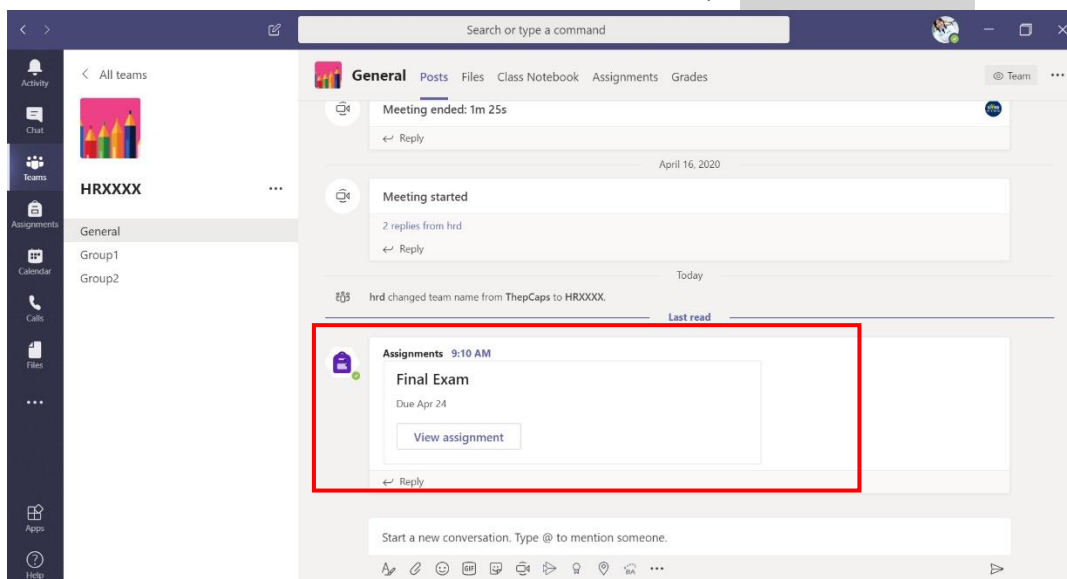 Search or type a command
Activity
Chat
Teams
Assignments
Calendar
Calls
Files
Apps
Help
All teams
HRXXXX
General
Group1
Group2
General Posts Files Class Notebook Assignments Grades
Team
Meeting ended: 1m 25s
Reply
April 16, 2020
Meeting started
2 replies from hrd
Reply
Today
hrd changed team name from ThepCaps to HRXXXX.
Last read
Assignments 9:10 AM
Final Exam
Due Apr 24
View assignment
Reply
Start a new conversation. Type @ to mention someone.
GIF